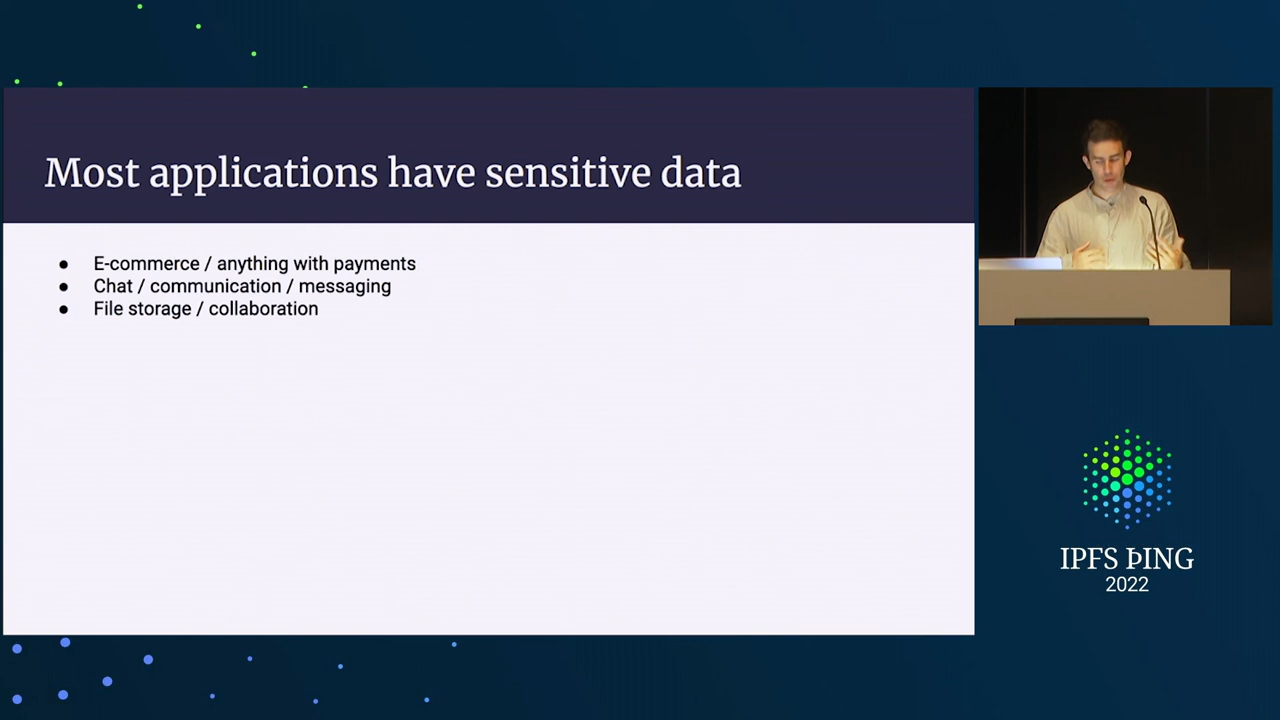 Most applications have sensitive data
● E-commerce / anything with payments
● Chat / communication / messaging
● File storage / collaboration
IPFS ÞING
2022